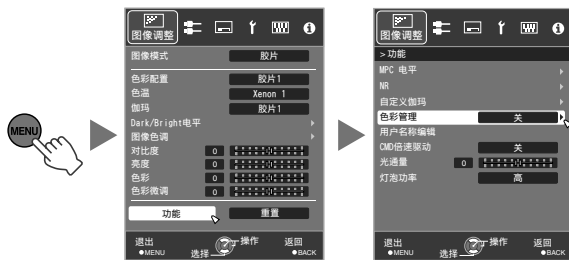 MENU
图像调整
图像模式 胶片
色彩配置 胶片1
色温 Xenon 1
伽玛 胶片1
Dark/Bright电平
图像色调
对比度 0
亮度 0
色彩 0
色彩微调 0
功能 重置
退出 操作 返回
MENU 选择 BACK
图像调整
>功能
MPC 电平
NR
自定义伽玛
色彩管理 关
用户名称编辑
CMD倍速驱动 关
光通量 0
灯泡功率 高
退出 操作 返回
MENU 选择 BACK